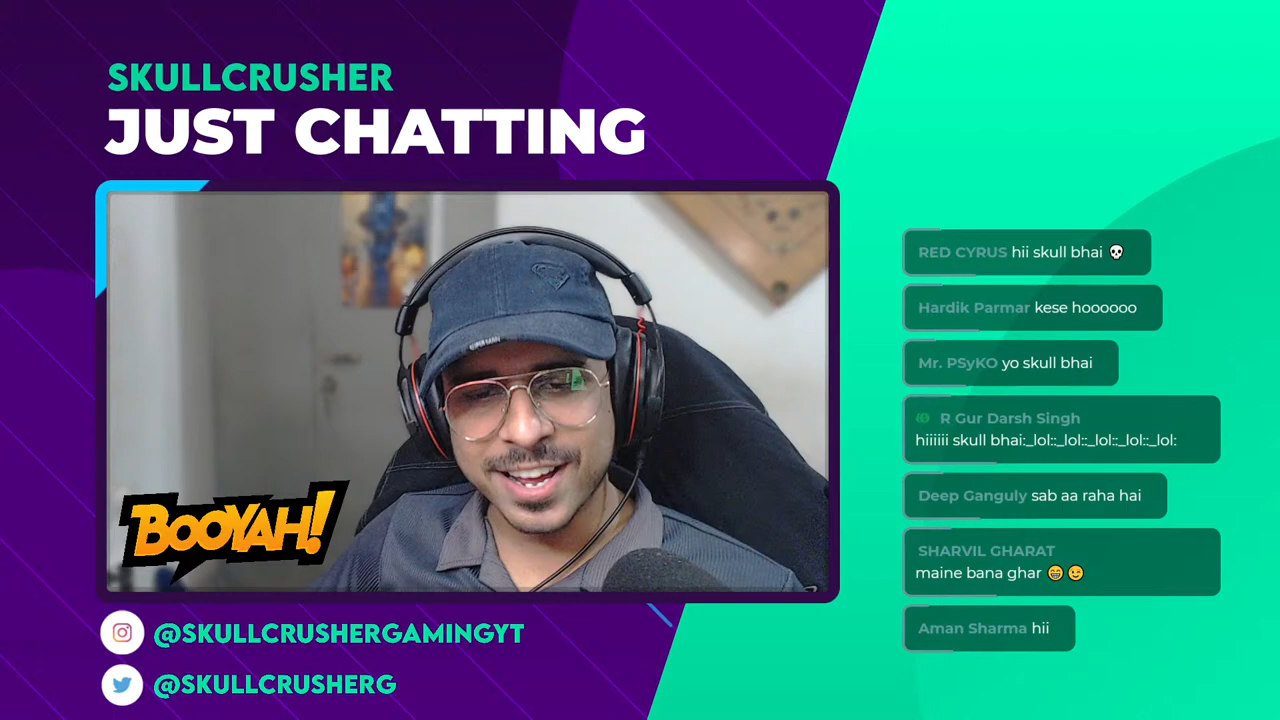 SKULLCRUSHER
JUST CHATTING
BOOYAH!
@SKULLCRUSHERGAMINGYT
@SKULLCRUSHERG
RED CYRUS hii skull bhai 💀
Hardik Parmar kese hoooooo
Mr. PSyKO yo skull bhai
R Gur Darsh Singh
hiiiiii skull bhai:_lol::_lol::_lol::_lol::_lol:
Deep Ganguly sab aa raha hai
SHARVIL GHARAT
maine bana ghar 😁😉
Aman Sharma hii